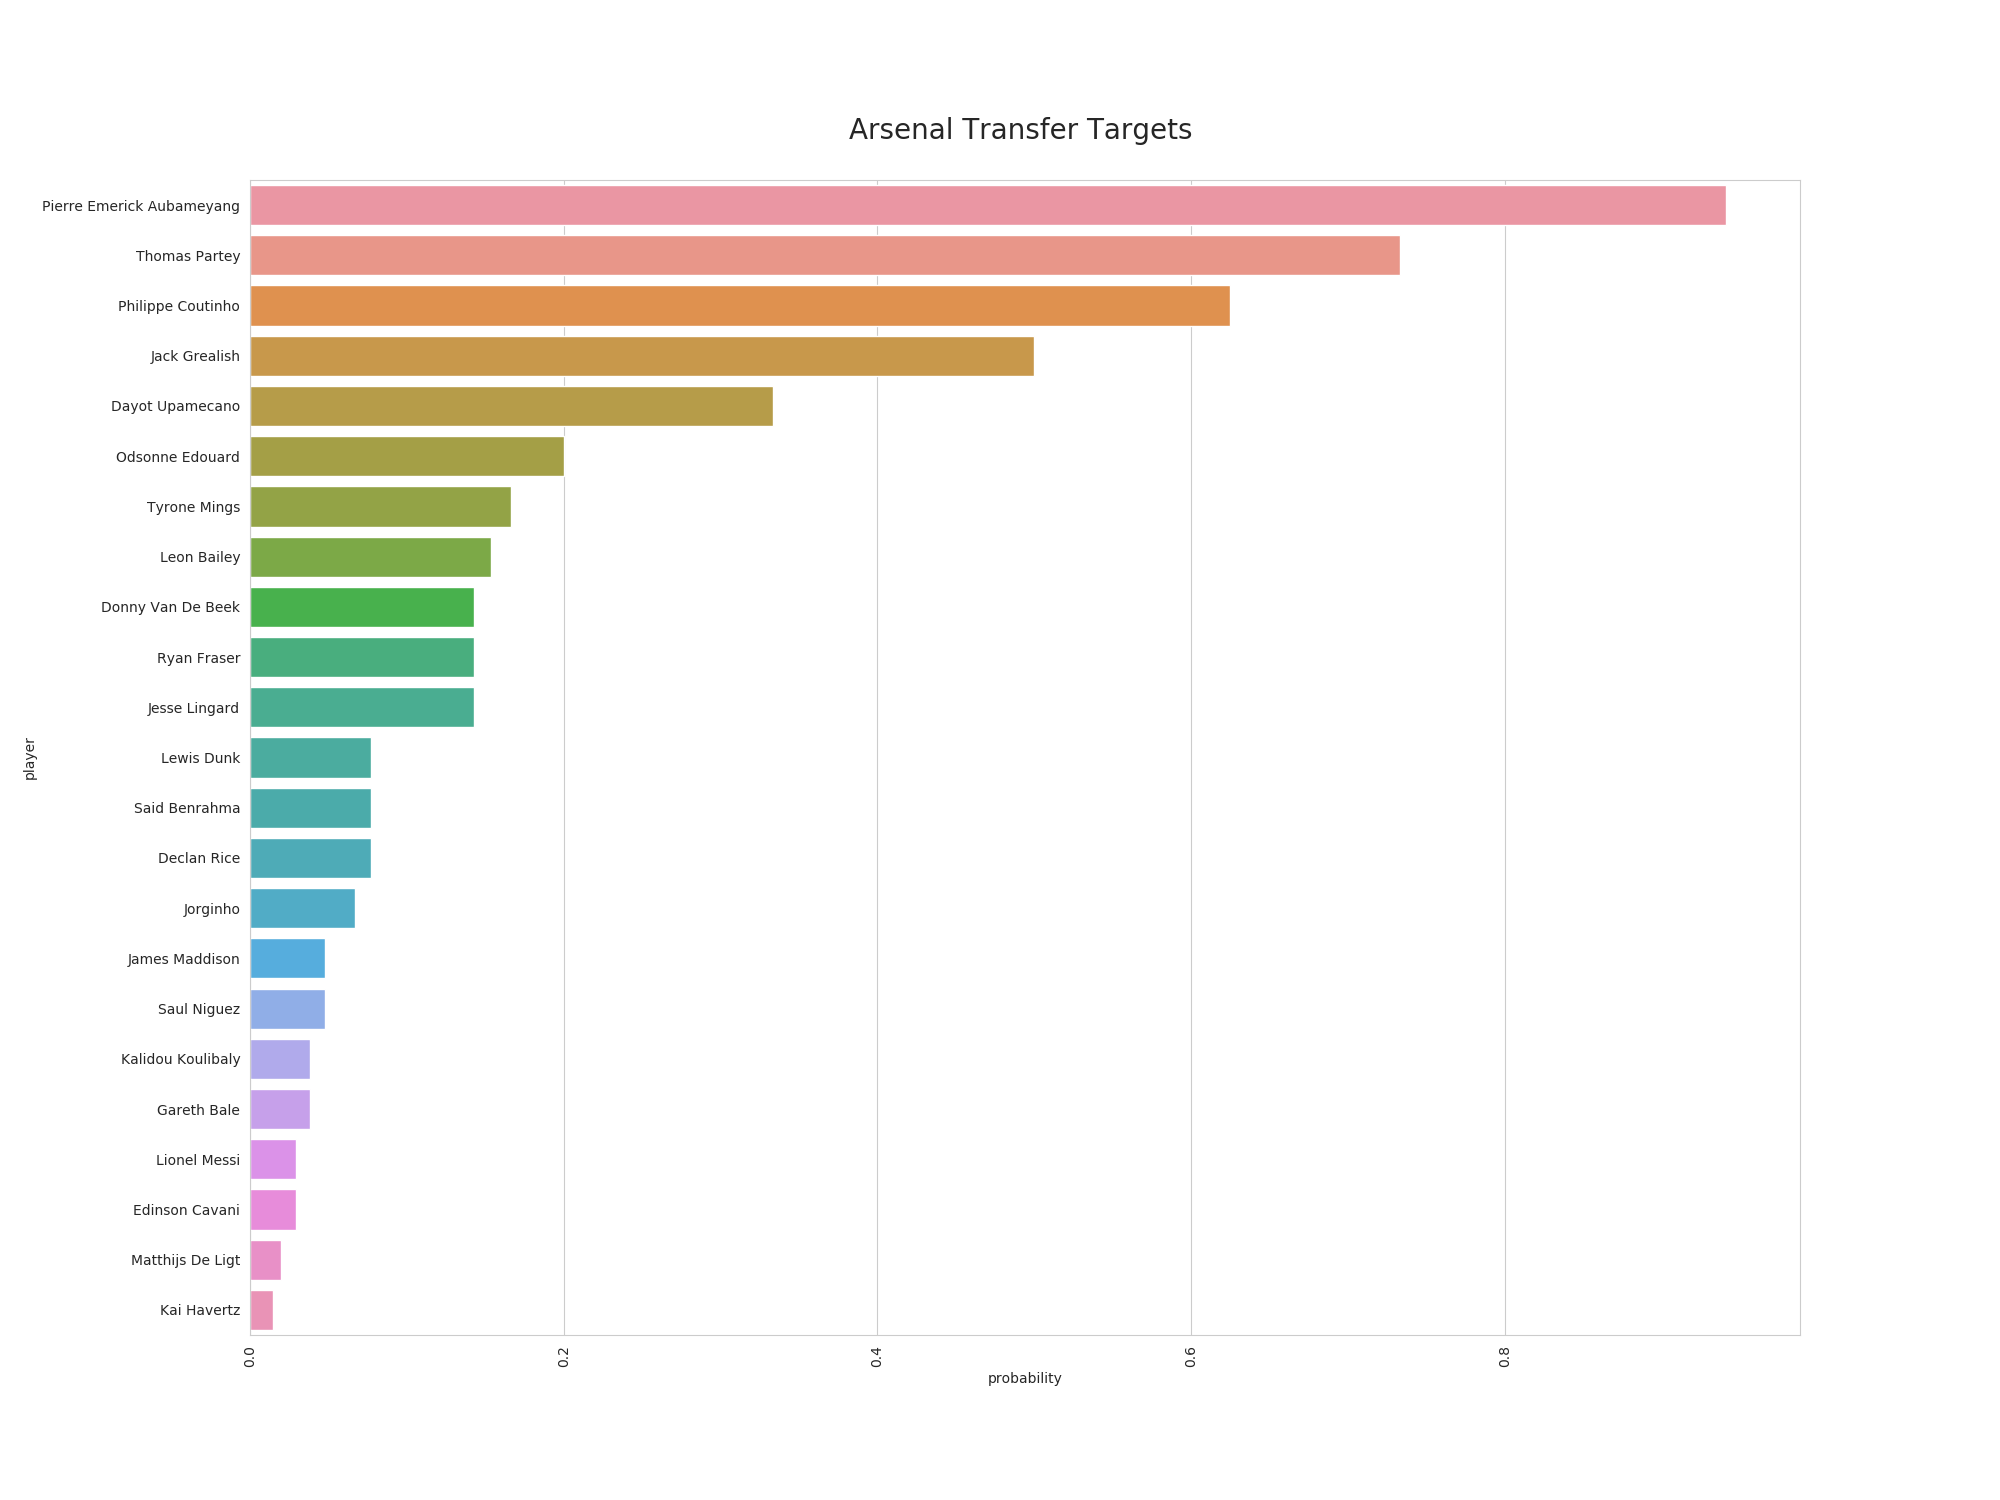 Arsenal Transfer Targets
Pierre Emerick Aubameyang
Thomas Partey
Philippe Coutinho
Jack Grealish
Dayot Upamecano
Odsonne Edouard
Tyrone Mings
Leon Bailey
Donny Van De Beek
Ryan Fraser
Jesse Lingard
Lewis Dunk
Said Benrahma
Declan Rice
Jorginho
James Maddison
Saul Niguez
Kalidou Koulibaly
Gareth Bale
Lionel Messi
Edinson Cavani
Matthijs De Ligt
Kai Havertz
player
0.0
0.2
0.4
0.6
0.8
probability